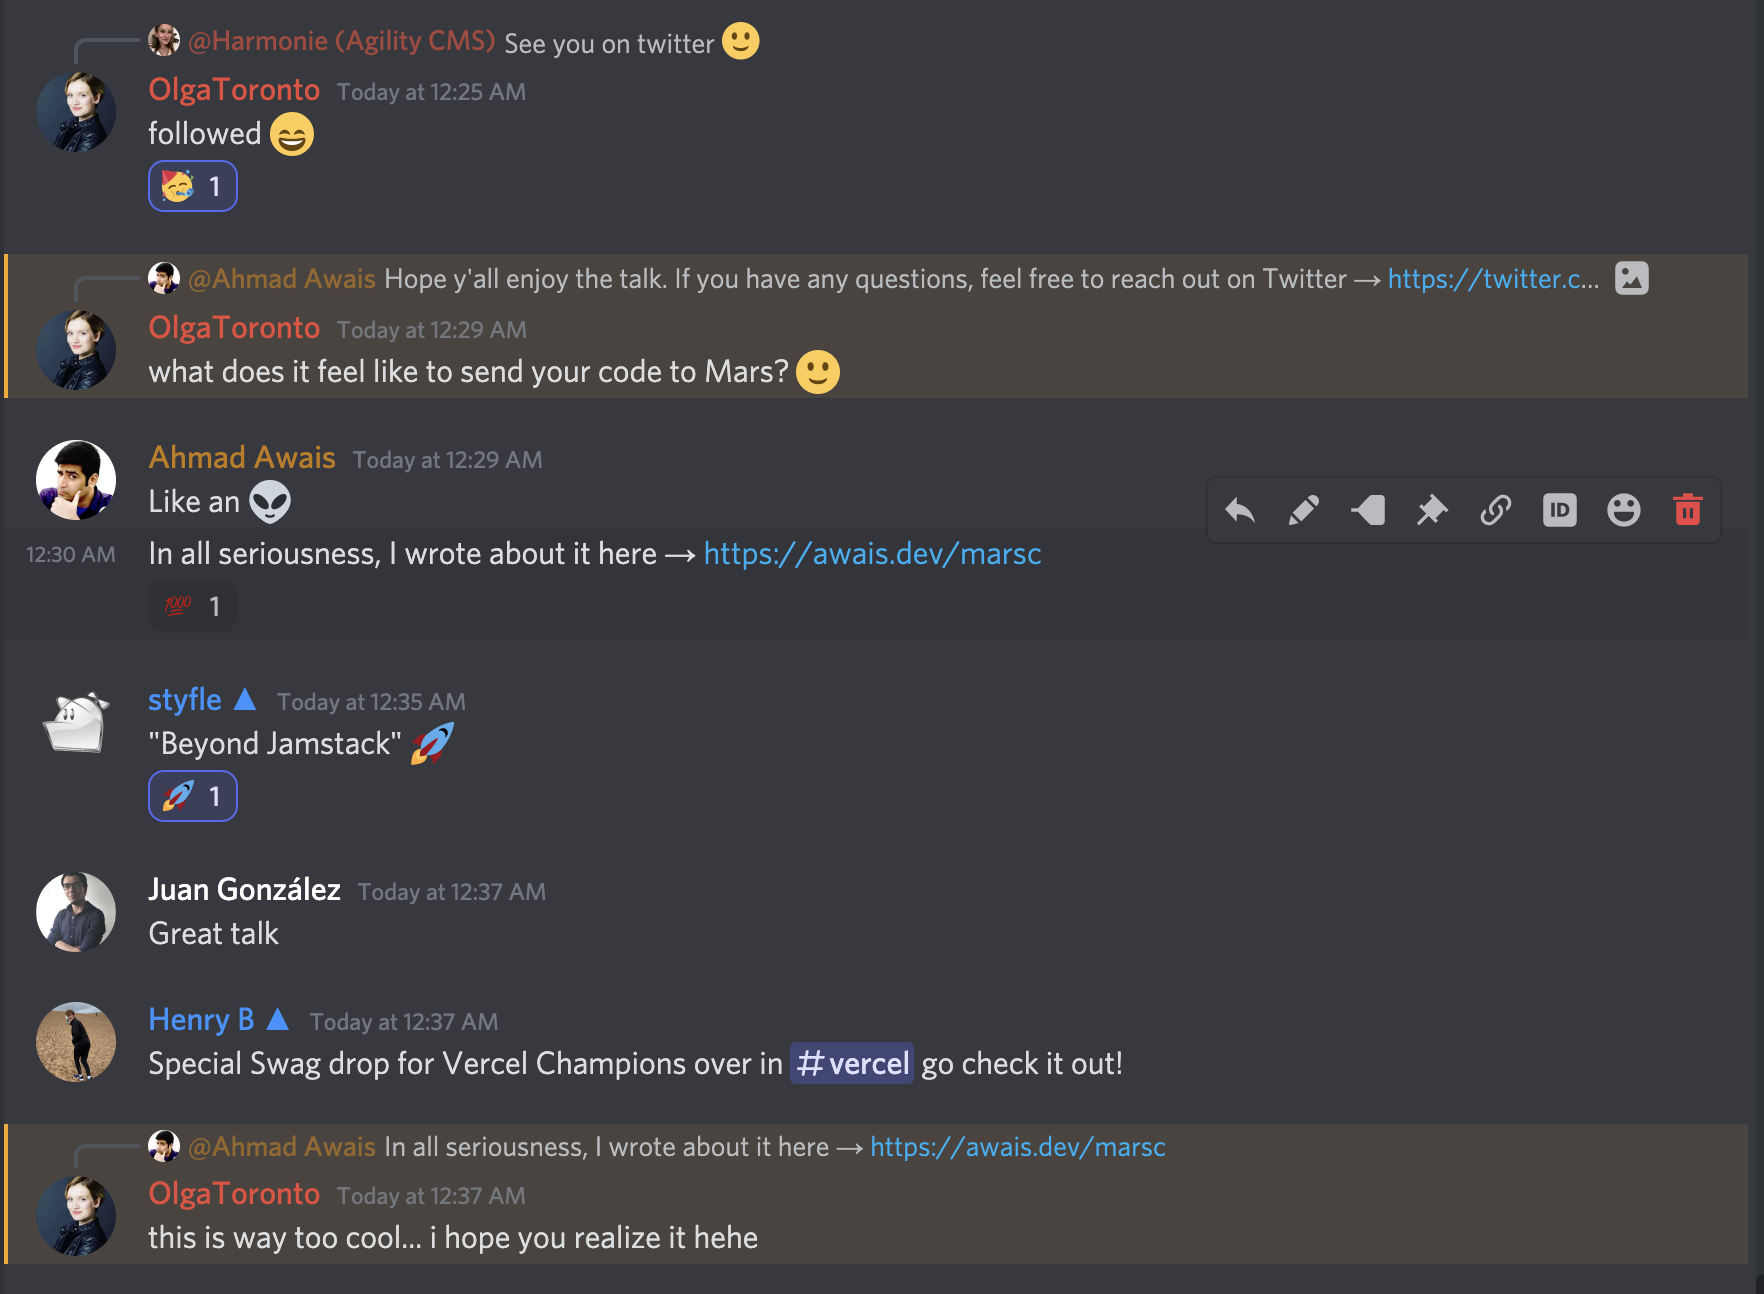 @Harmonie (Agility CMS) See you on twitter 🙂
OlgaToronto Today at 12:25 AM
followed 😄
🥳 1
@Ahmad Awais Hope y'all enjoy the talk. If you have any questions, feel free to reach out on Twitter → https://twitter.c...
OlgaToronto Today at 12:29 AM
what does it feel like to send your code to Mars? 🙂
Ahmad Awais Today at 12:29 AM
Like an 👽
ID
12:30 AM In all seriousness, I wrote about it here → https://awais.dev/marsc
1000 1
styfle ▲ Today at 12:35 AM
"Beyond Jamstack" 🚀
🚀 1
Juan González Today at 12:37 AM
Great talk
Henry B ▲ Today at 12:37 AM
Special Swag drop for Vercel Champions over in #vercel go check it out!
@Ahmad Awais In all seriousness, I wrote about it here → https://awais.dev/marsc
OlgaToronto Today at 12:37 AM
this is way too cool... i hope you realize it hehe